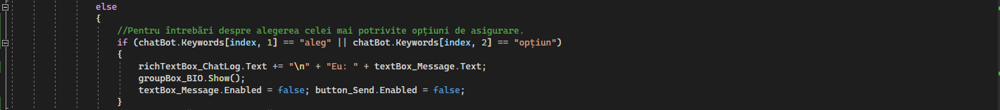 else
{
//Pentru întrebări despre alegerea celei mai potrivite opțiuni de asigurare.
if (chatBot.Keywords[index, 1] == "aleg" || chatBot.Keywords[index, 2] == "opțiun")
{
richTextBox_ChatLog.Text += "\n" + "Eu: " + textBox_Message.Text;
groupBox_BIO.Show();
textBox_Message.Enabled = false; button_Send.Enabled = false;
}